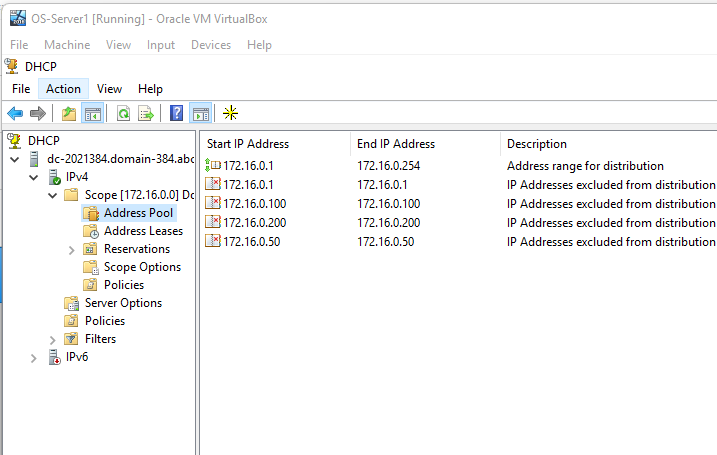 OS-Server1 [Running] - Oracle VM VirtualBox
File Machine View Input Devices Help
DHCP
File Action View Help
DHCP
dc-2021384.domain-384.abc
IPv4
Scope [172.16.0.0] Do
Address Pool
Address Leases
Reservations
Scope Options
Policies
Server Options
Policies
Filters
IPv6
Start IP Address End IP Address Description
172.16.0.1 172.16.0.254 Address range for distribution
172.16.0.1 172.16.0.1 IP Addresses excluded from distribution
172.16.0.100 172.16.0.100 IP Addresses excluded from distribution
172.16.0.200 172.16.0.200 IP Addresses excluded from distribution
172.16.0.50 172.16.0.50 IP Addresses excluded from distribution